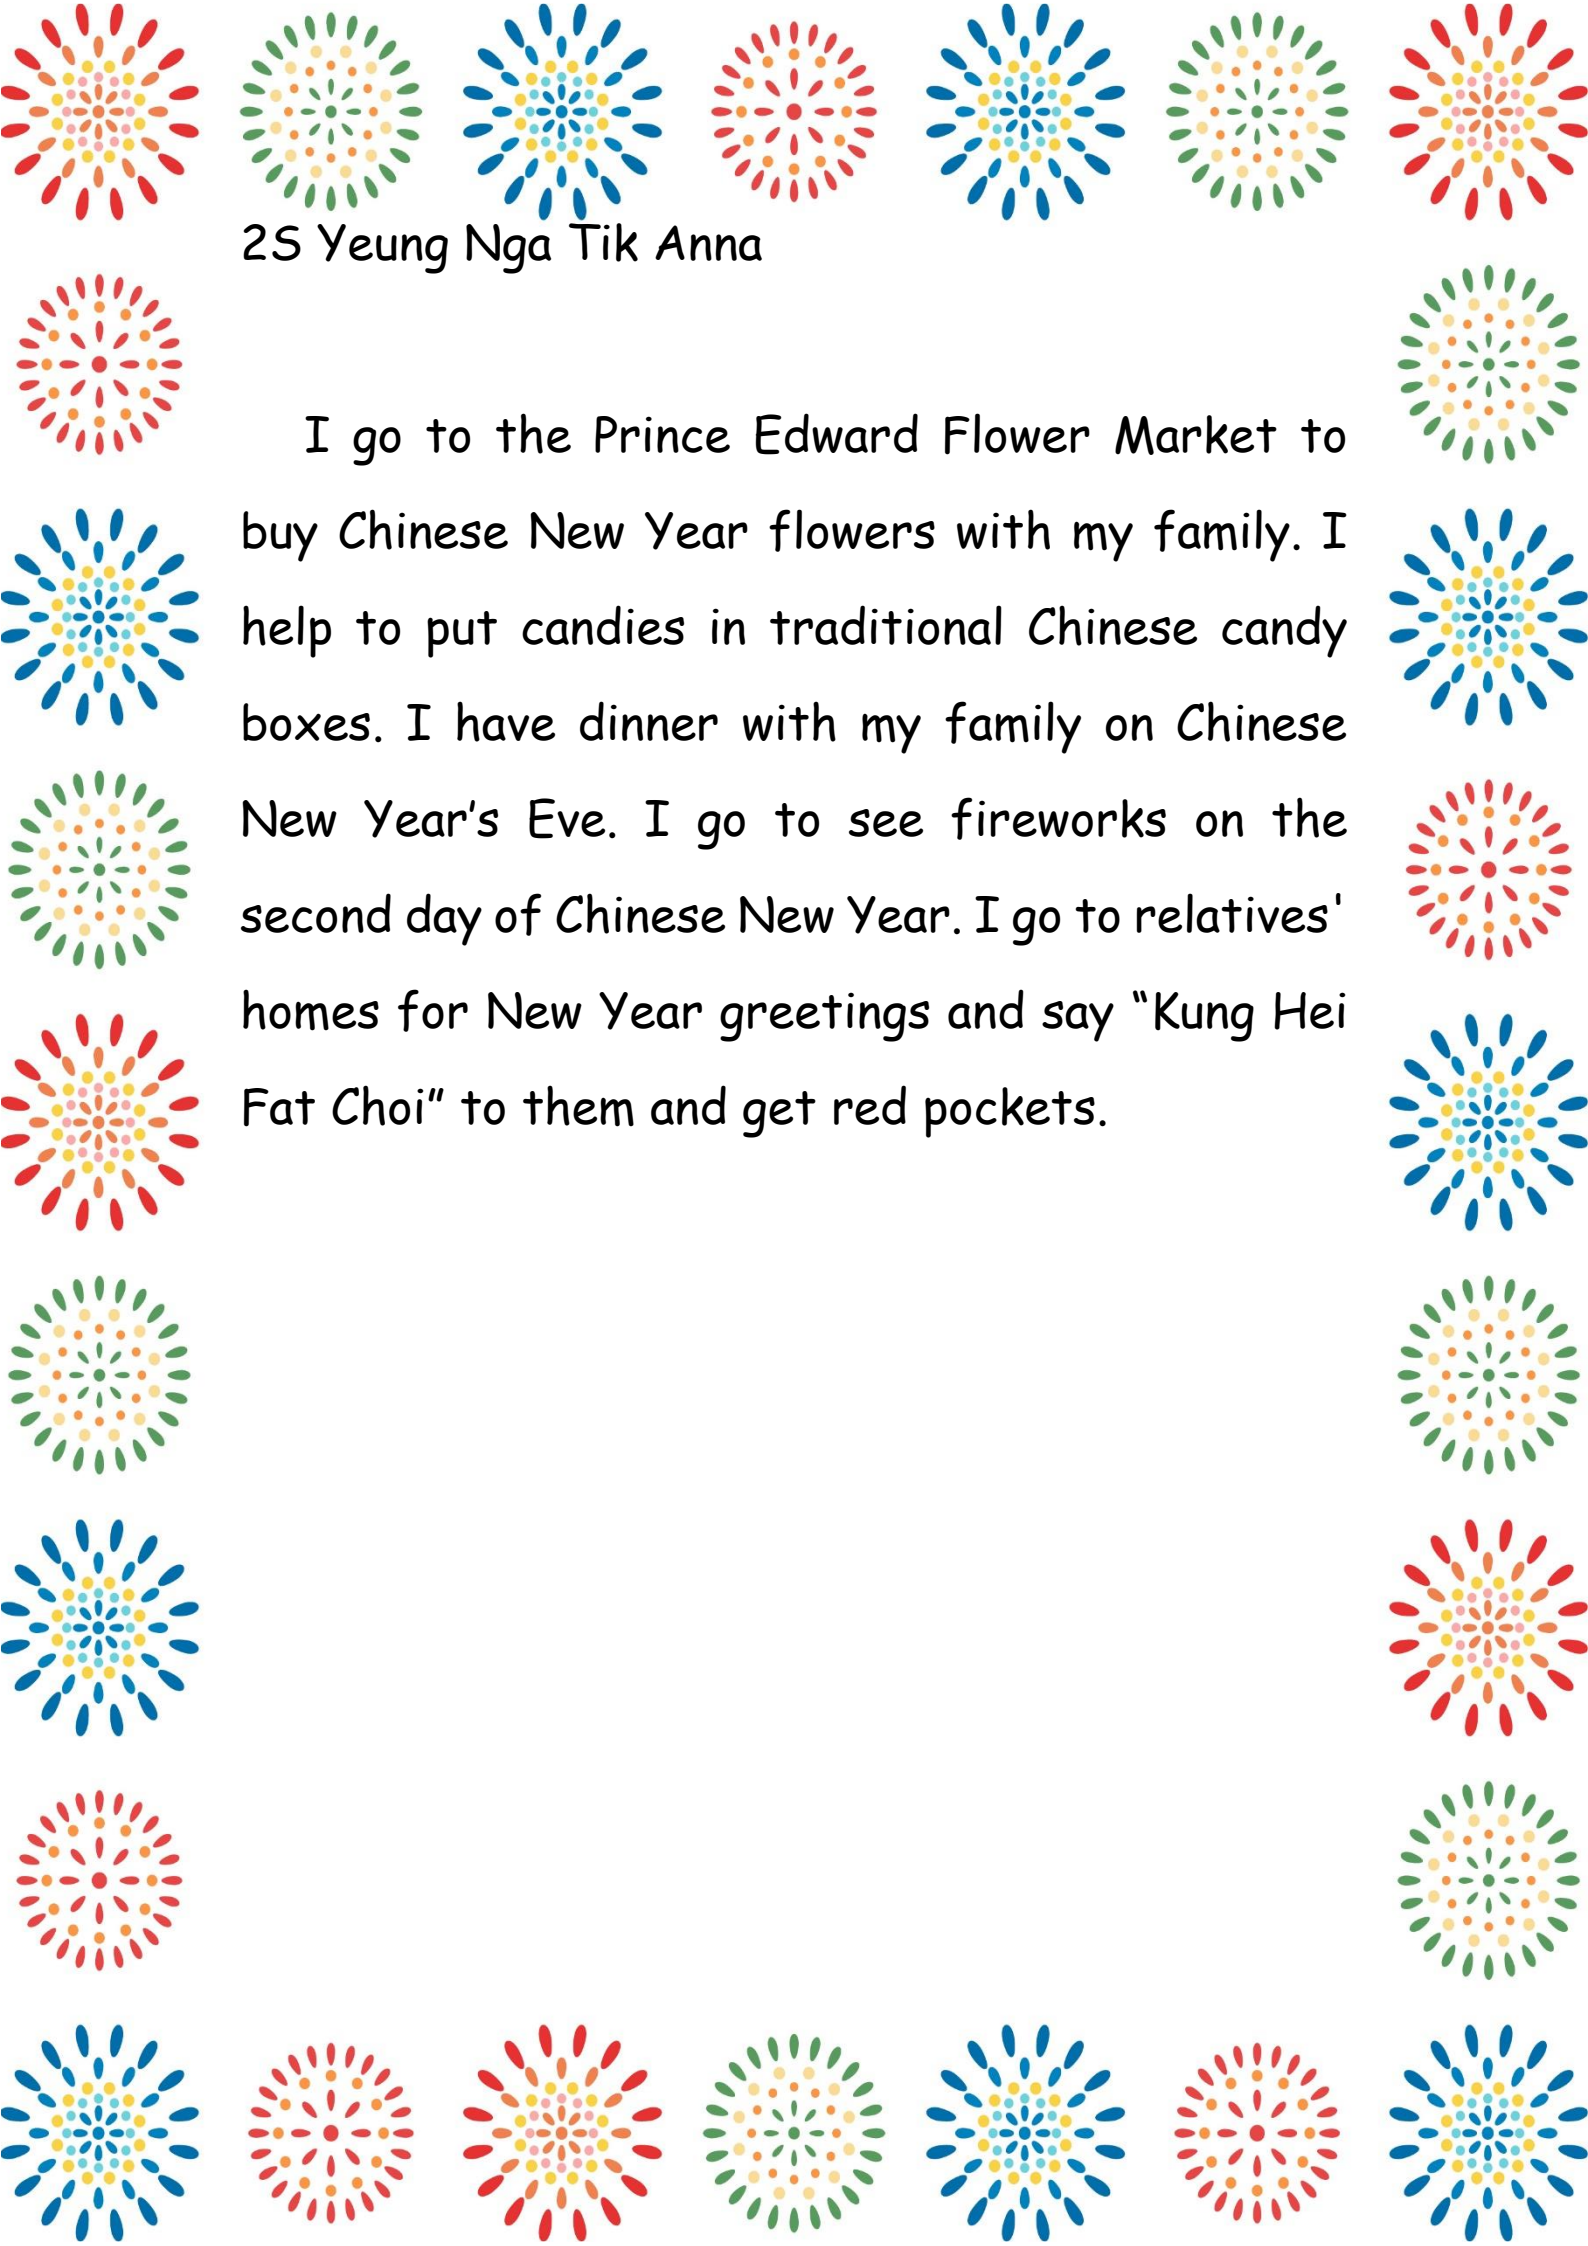 2S Yeung Nga Tik Anna
I go to the Prince Edward Flower Market to
buy Chinese New Year flowers with my family. I
help to put candies in traditional Chinese candy
boxes. I have dinner with my family on Chinese
New Year’s Eve. I go to see fireworks on the
second day of Chinese New Year. I go to relatives'
homes for New Year greetings and say “Kung Hei
Fat Choi” to them and get red pockets.